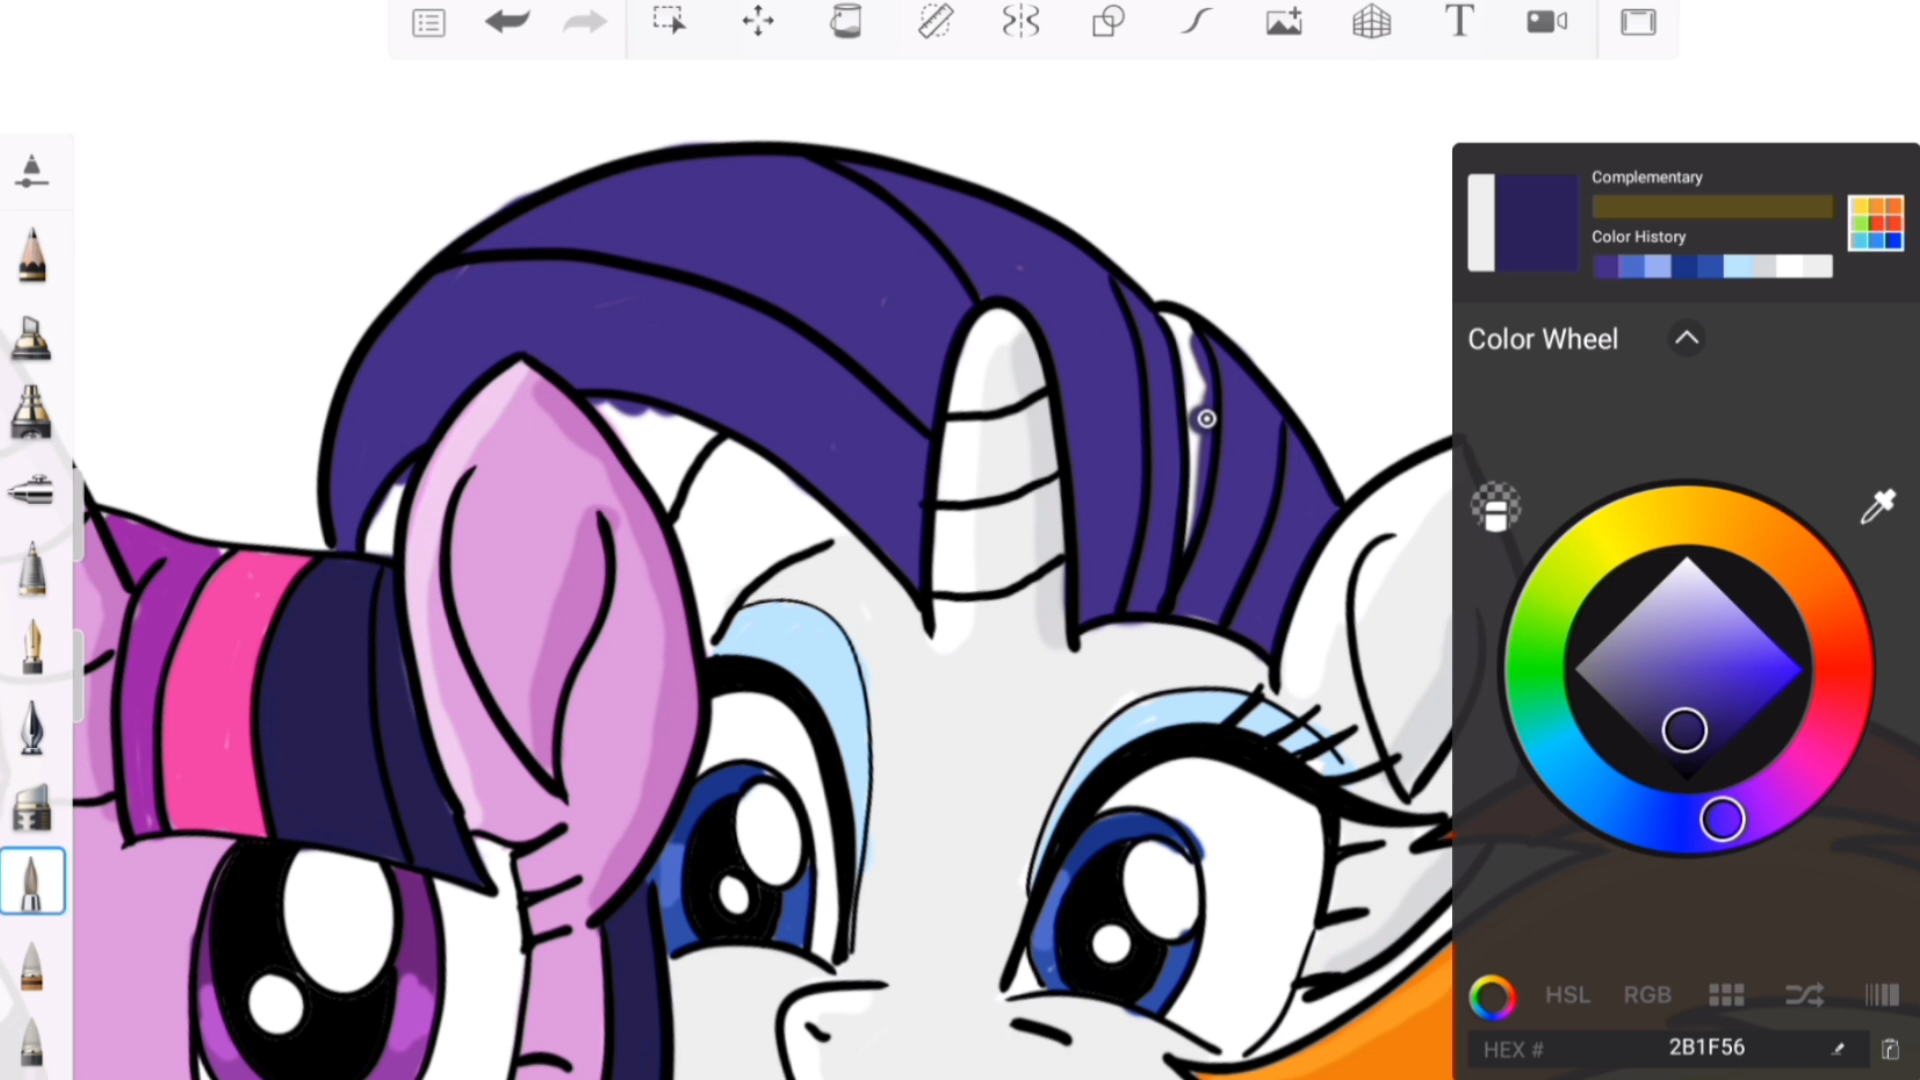 T
Complementary
Color History
Color Wheel
HSL RGB
HEX # 2B1F56